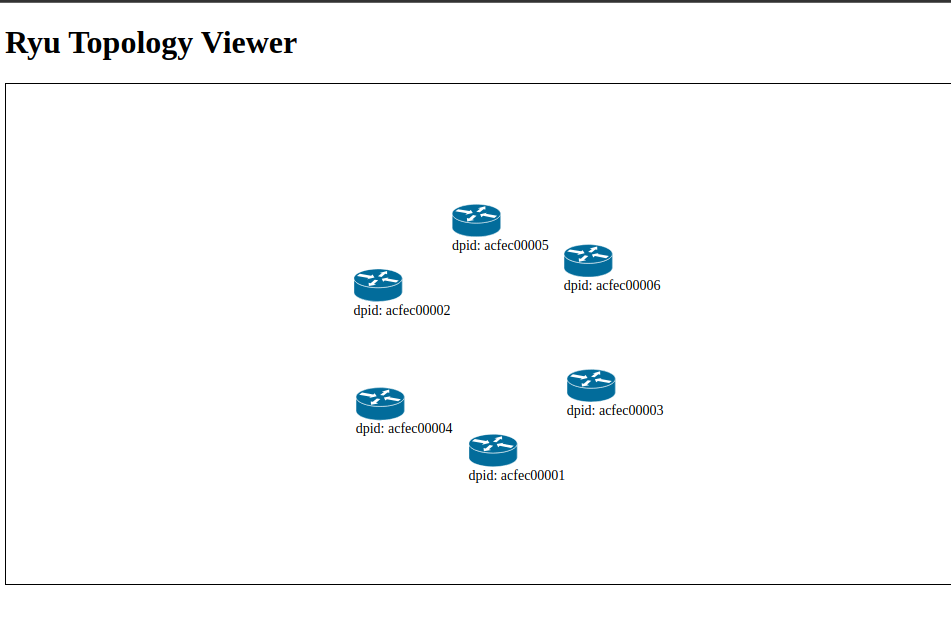 Ryu Topology Viewer
dpid: acfec00005
dpid: acfec00006
dpid: acfec00002
dpid: acfec00003
dpid: acfec00004
dpid: acfec00001